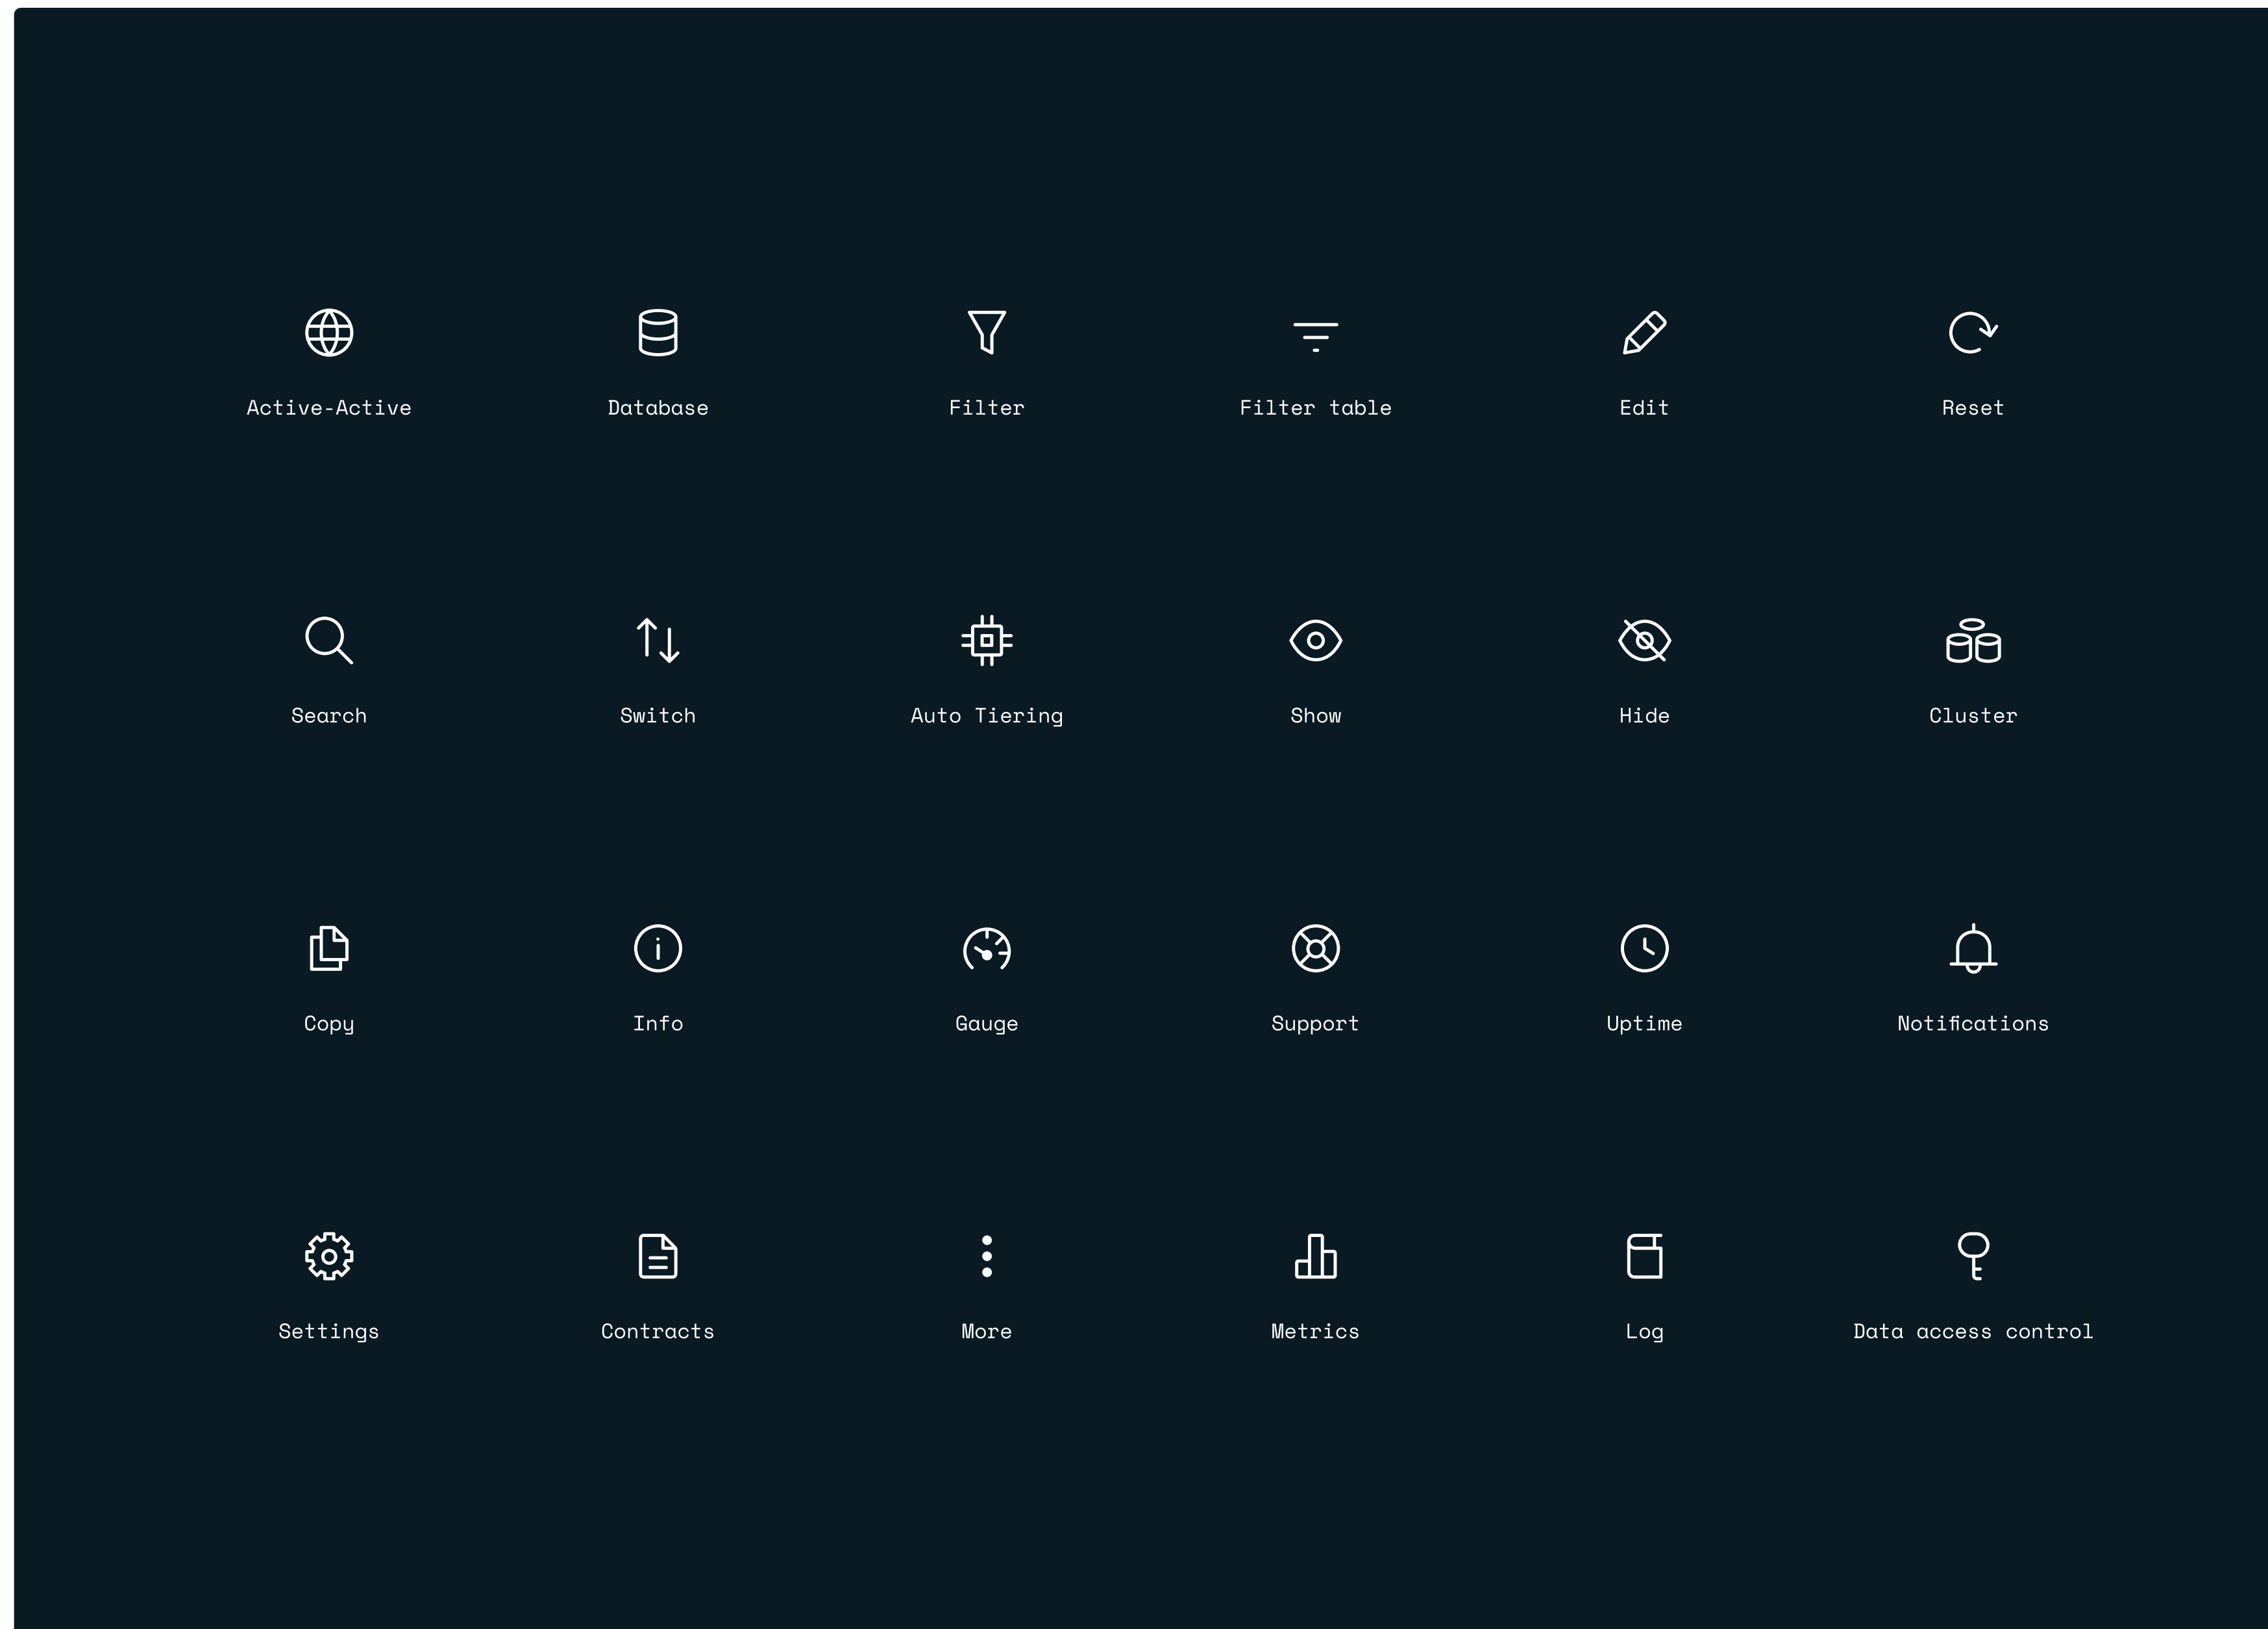 Active-Active
Database
Filter
Filter table
Edit
Reset
Search
Switch
Auto Tiering
Show
Hide
Cluster
Copy
Info
Gauge
Support
Uptime
Notifications
Settings
Contracts
More
Metrics
Log
Data access control